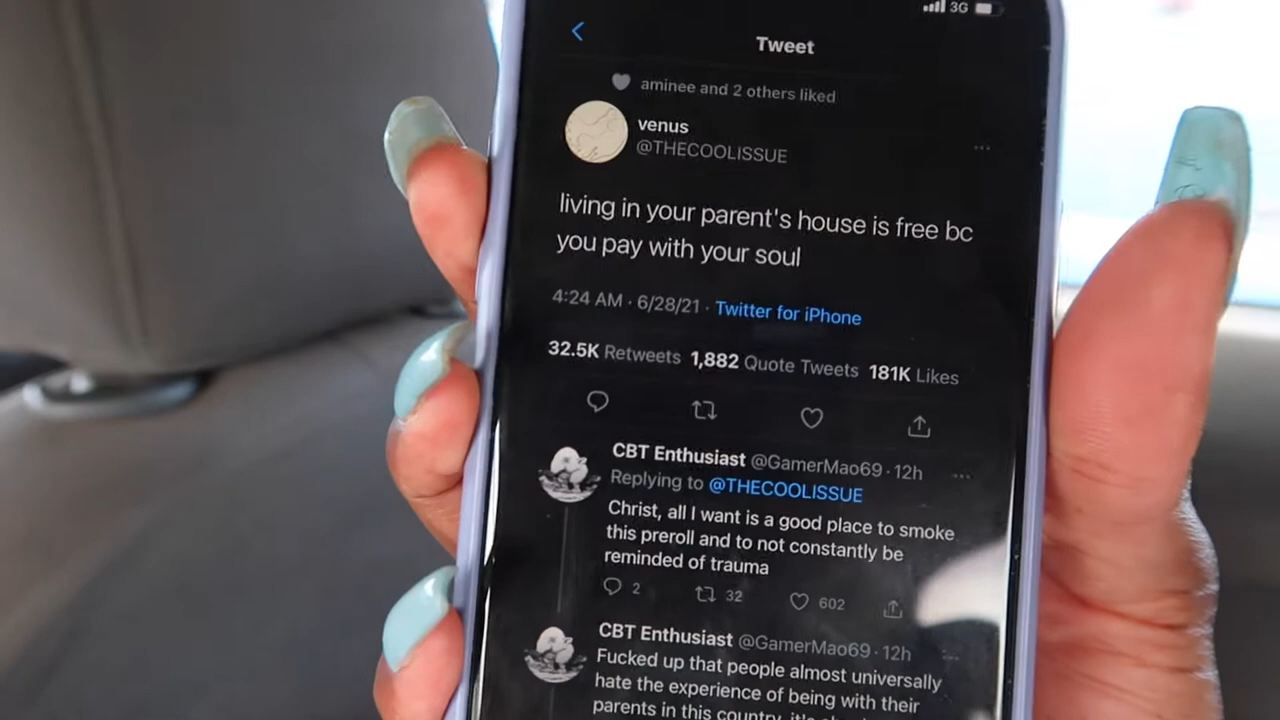 3G
Tweet
aminee and 2 others liked
venus
@THECOOLISSUE
living in your parent's house is free bc
you pay with your soul
4:24 AM · 6/28/21 · Twitter for iPhone
32.5K Retweets 1,882 Quote Tweets 181K Likes
CBT Enthusiast @GamerMao69 · 12h
Replying to @THECOOLISSUE
Christ, all I want is a good place to smoke
this preroll and to not constantly be
reminded of trauma
2 32 602
CBT Enthusiast @GamerMao69 · 12h
Fucked up that people almost universally
hate the experience of being with their
parents in this country, it's